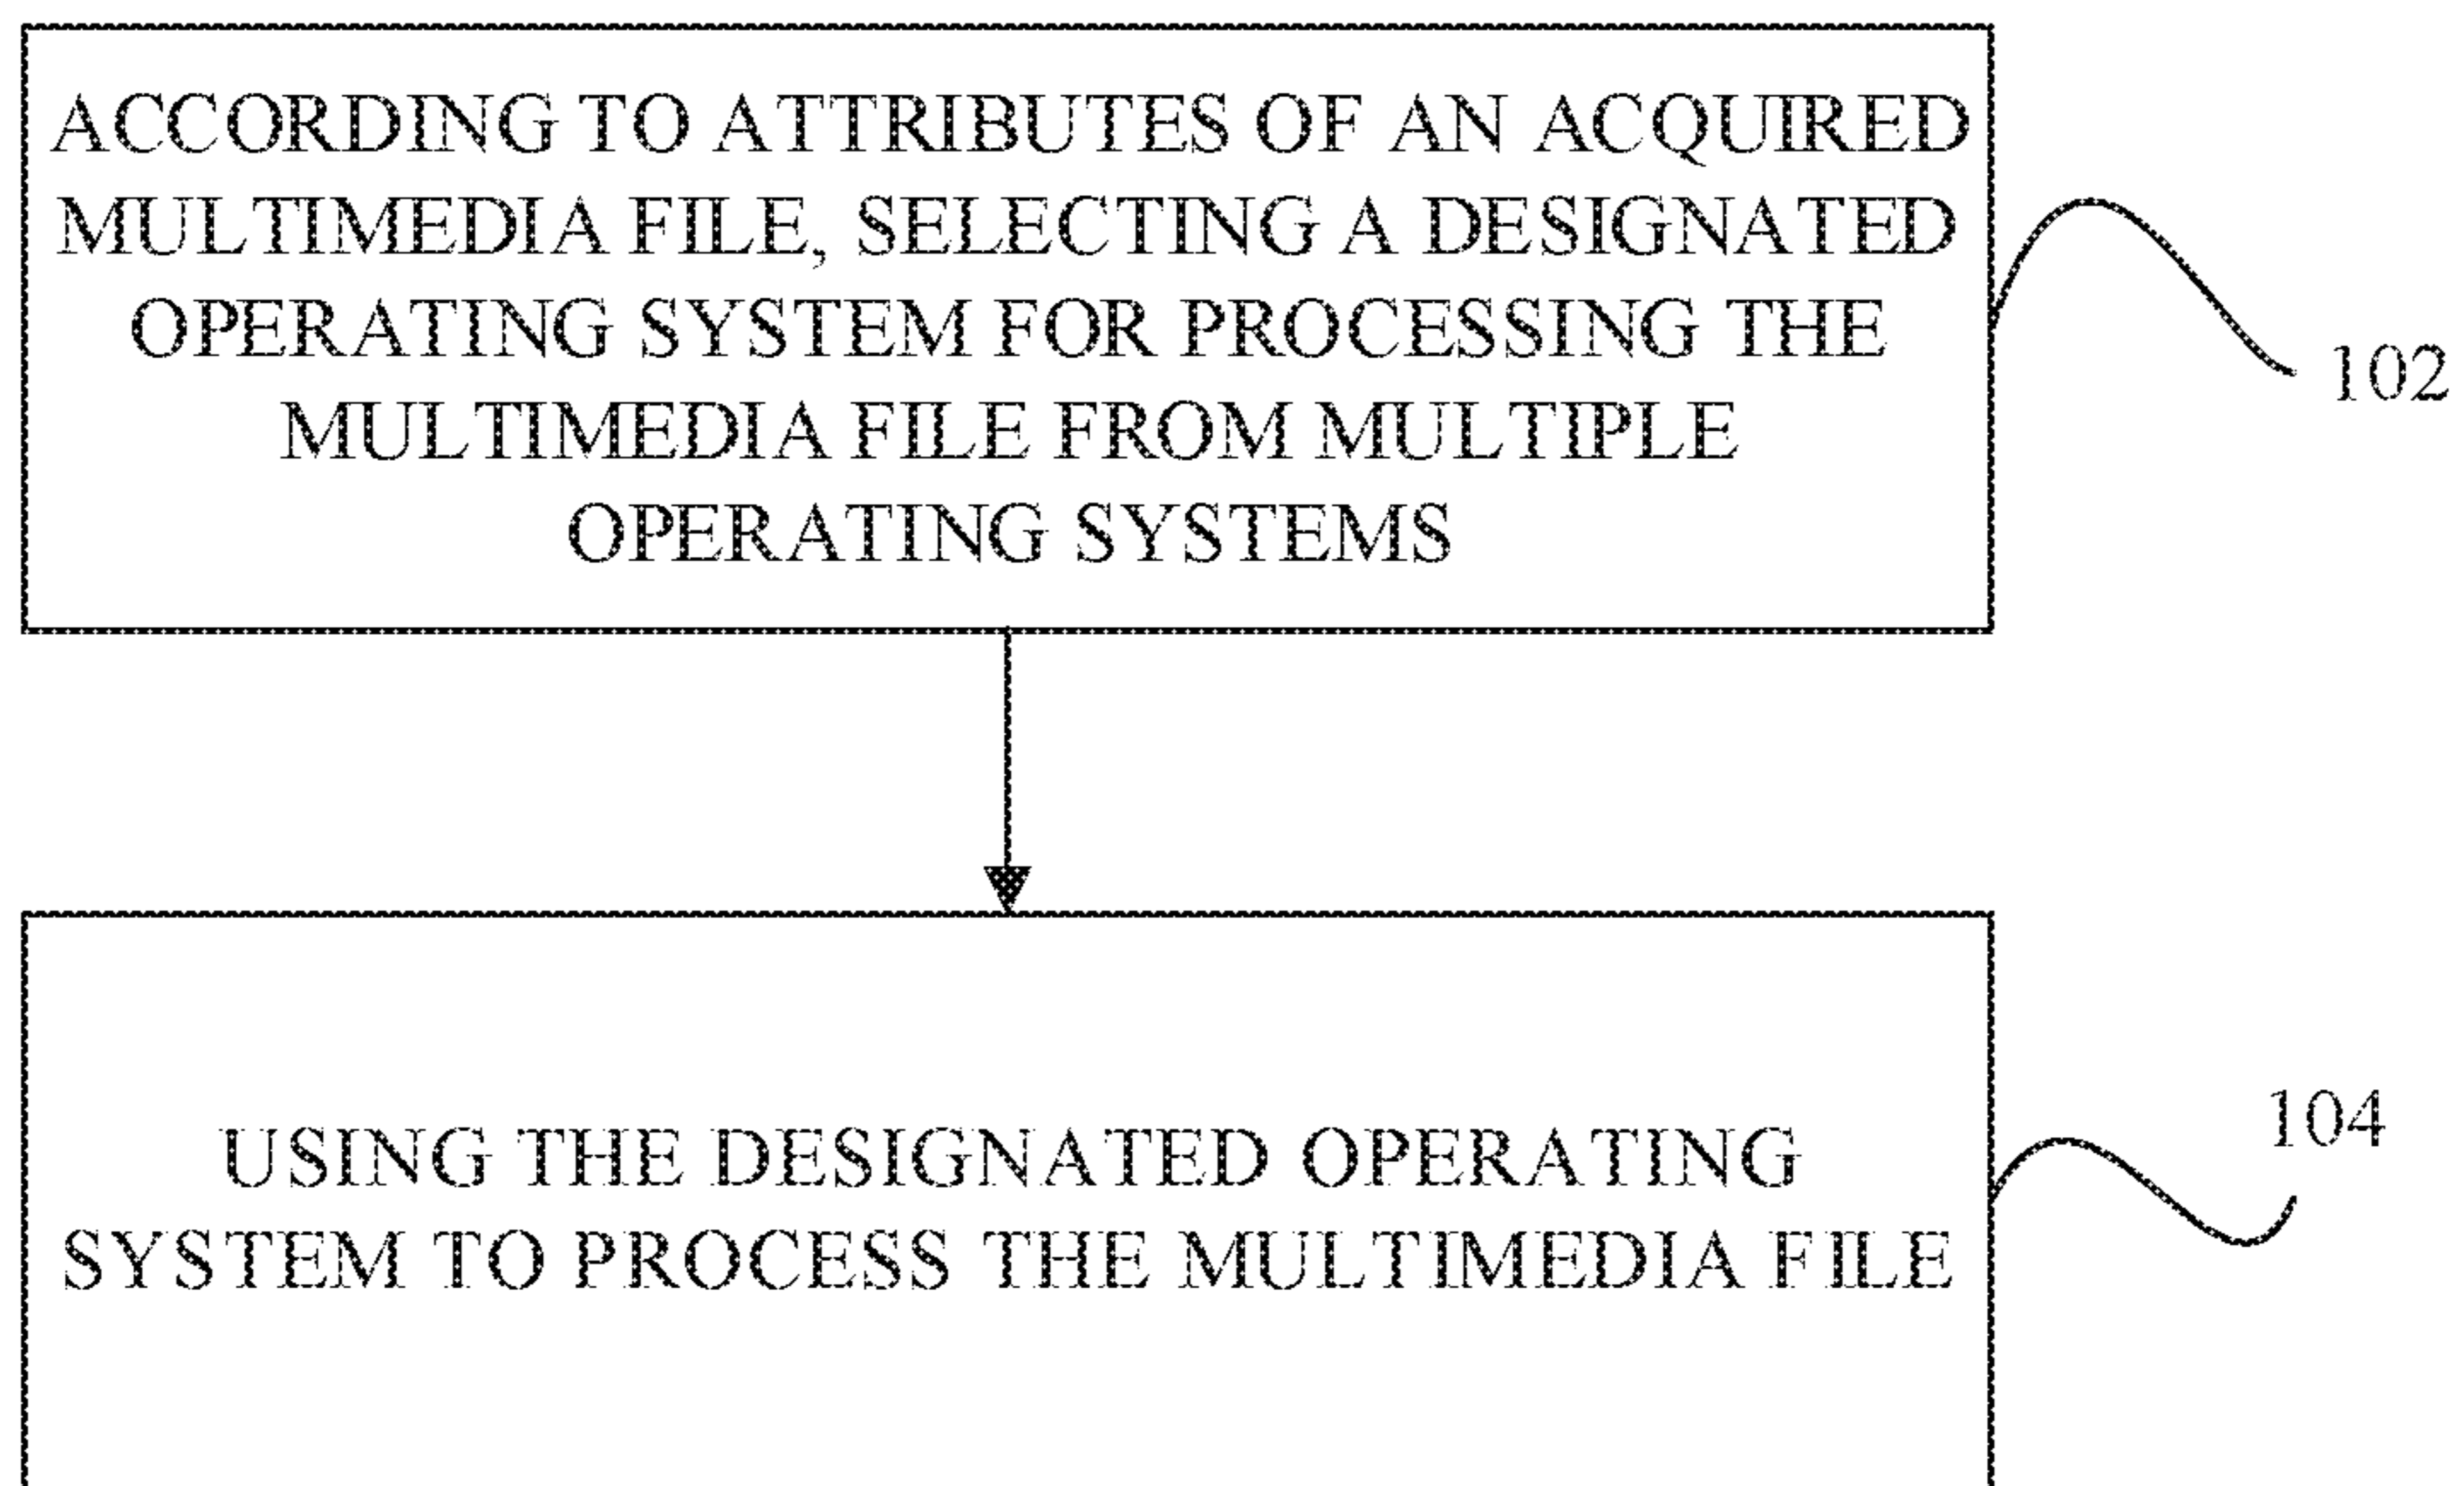 ACCORDING TO ATTRIBUTES OF AN ACQUIRED
MULTIMEDIA FILE, SELECTING A DESIGNATED
OPERATING SYSTEM FOR PROCESSING THE
MULTIMEDIA FILE FROM MULTIPLE
OPERATING SYSTEMS
102
USING THE DESIGNATED OPERATING
SYSTEM TO PROCESS THE MULTIMEDIA FILE
104